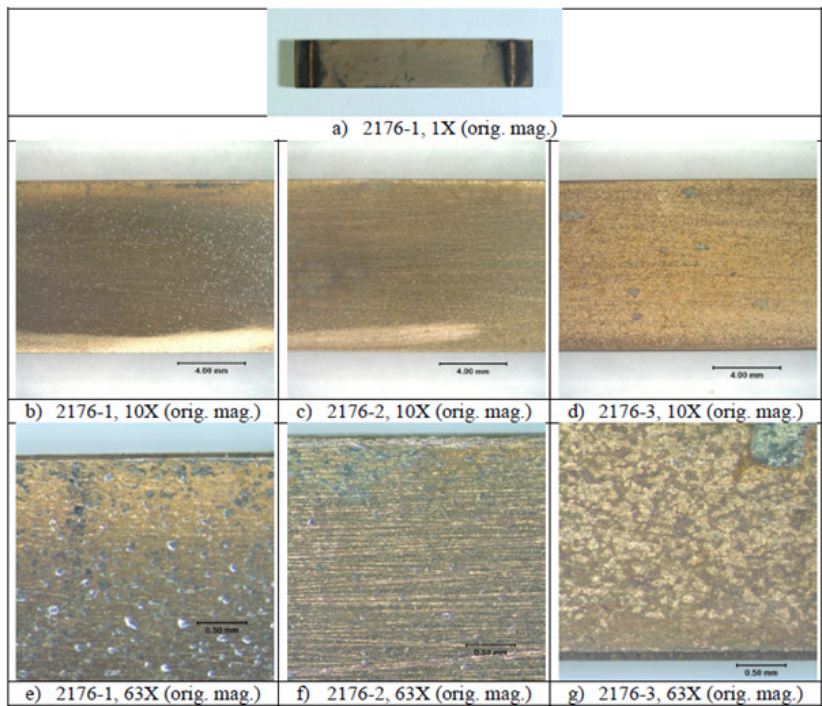 a) 2176-1, 1X (orig. mag.)
4.00 mm
4.00 mm
4.00 mm
b) 2176-1, 10X (orig. mag.)
c) 2176-2, 10X (orig. mag.)
d) 2176-3, 10X (orig. mag.)
0.50 mm
0.50 mm
0.50 mm
e) 2176-1, 63X (orig. mag.)
f) 2176-2, 63X (orig. mag.)
g) 2176-3, 63X (orig. mag.)